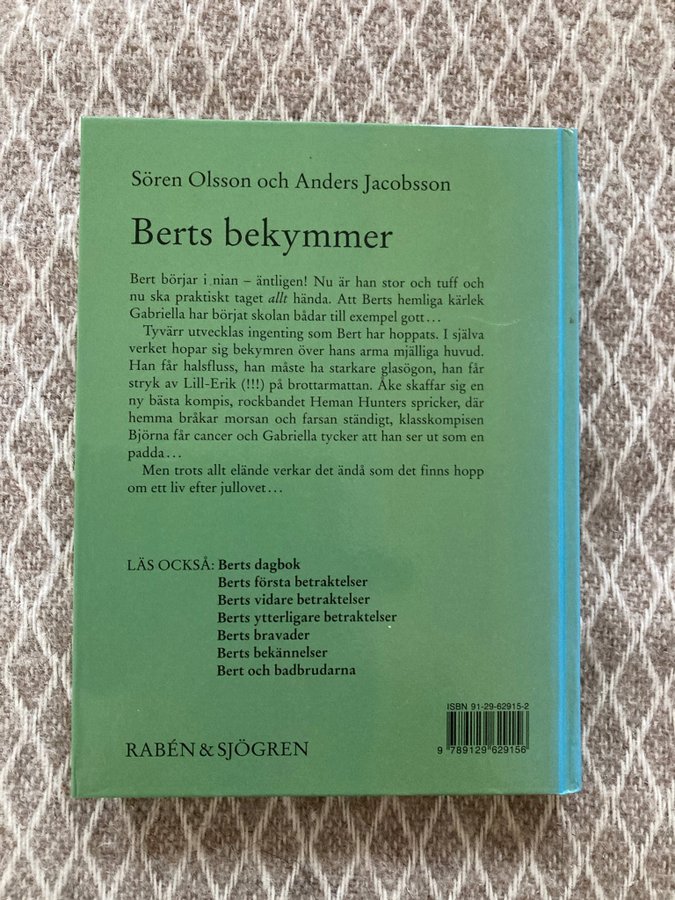 Sören Olsson och Anders Jacobsson
Berts bekymmer
Bert börjar i nian – äntligen! Nu är han stor och tuff och
nu ska praktiskt taget allt hända. Att Berts hemliga kärlek
Gabriella har börjat skolan bådar till exempel gott…
Tyvärr utvecklas ingenting som Bert har hoppats. I själva
verket hopar sig bekymren över hans arma mjälliga huvud.
Han får halsfluss, han måste ha starkare glasögon, han får
stryk av Lill-Erik (!!!) på brottarmattan. Åke skaffar sig en
ny bästa kompis, rockbandet Heman Hunters spricker, där
hemma bråkar morsan och farsan ständigt, klasskompisen
Björna får cancer och Gabriella tycker att han ser ut som en
padda…
Men trots allt elände verkar det ändå som det finns hopp
om ett liv efter jullovet…
LÄS OCKSÅ: Berts dagbok
Berts första betraktelser
Berts vidare betraktelser
Berts ytterligare betraktelser
Berts bravader
Berts bekännelser
Bert och badbrudarna
ISBN 91-29-62915-2
9 789129 629156
RABÉN & SJÖGREN